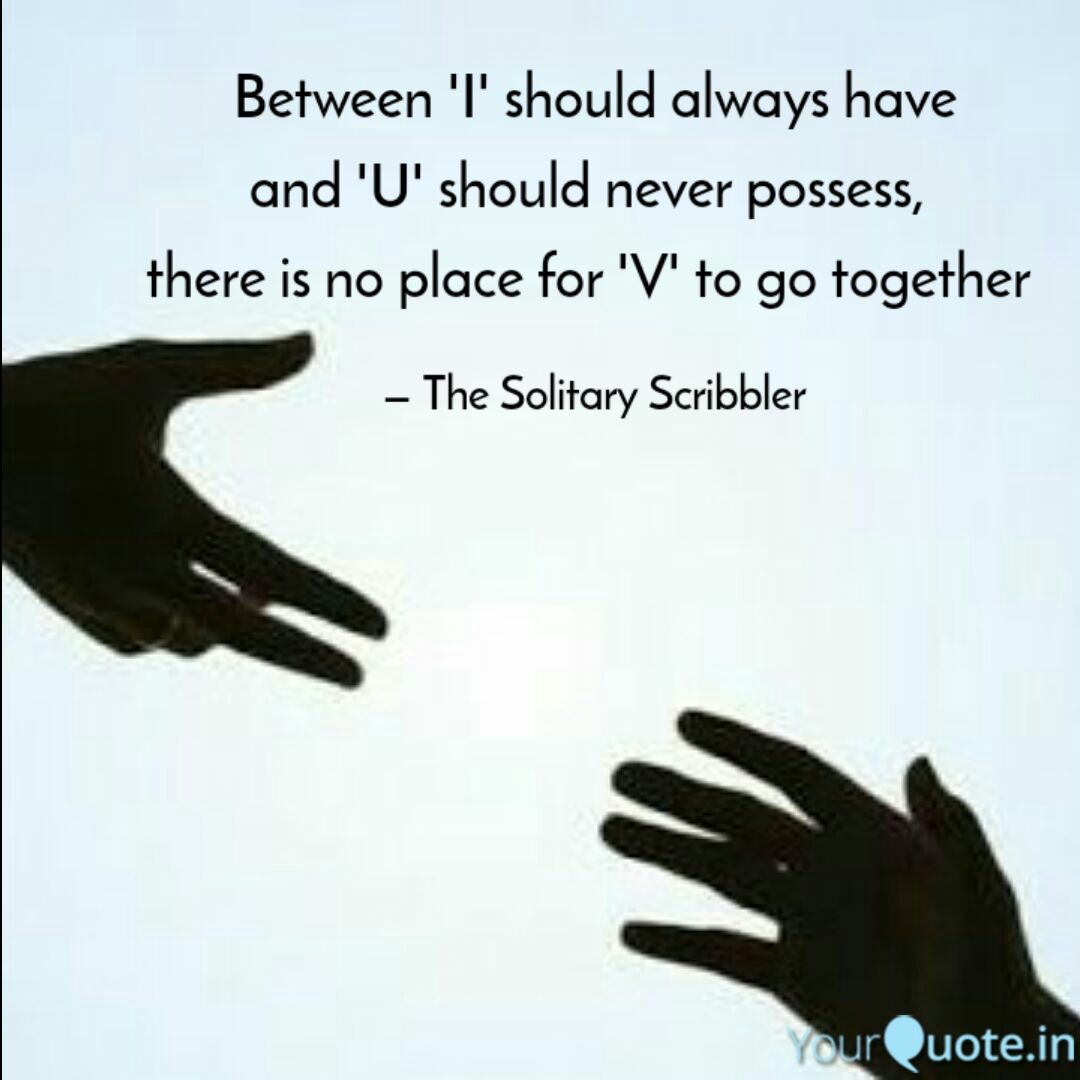 Between 'I' should always have
and 'U' should never possess,
there is no place for 'V' to go together
– The Solitary Scribbler
YourQuote.in